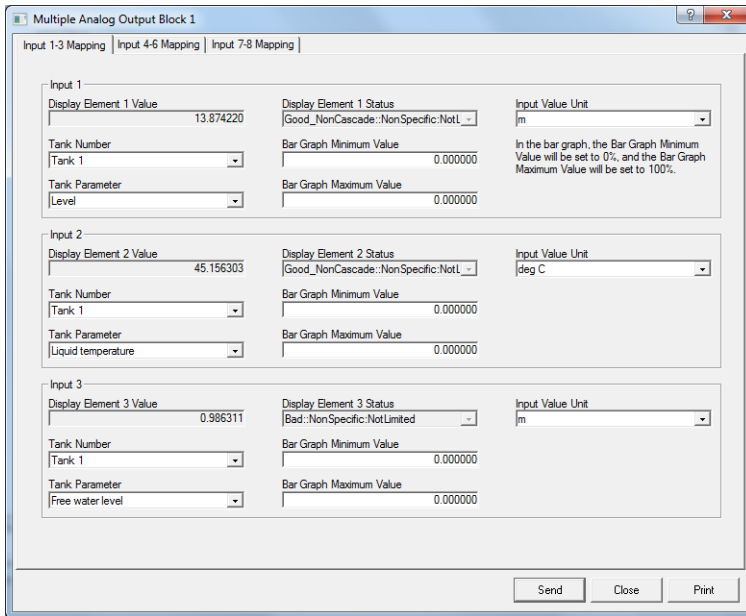 Multiple Analog Output Block 1
Input 1-3 Mapping Input 4-6 Mapping Input 7-8 Mapping
Input 1
Display Element 1 Value Display Element 1 Status Input Value Unit
13.874220 Good_NonCascade::NonSpecific:NotL m
Tank Number Bar Graph Minimum Value In the bar graph, the Bar Graph Minimum
Tank 1 0.000000 Value will be set to 0%, and the Bar Graph
Maximum Value will be set to 100%.
Tank Parameter Bar Graph Maximum Value
Level 0.000000
Input 2
Display Element 2 Value Display Element 2 Status Input Value Unit
45.156303 Good_NonCascade::NonSpecific:NotL deg C
Tank Number Bar Graph Minimum Value
Tank 1 0.000000
Tank Parameter Bar Graph Maximum Value
Liquid temperature 0.000000
Input 3
Display Element 3 Value Display Element 3 Status Input Value Unit
0.986311 Bad::NonSpecific:NotLimited m
Tank Number Bar Graph Minimum Value
Tank 1 0.000000
Tank Parameter Bar Graph Maximum Value
Free water level 0.000000
Send Close Print